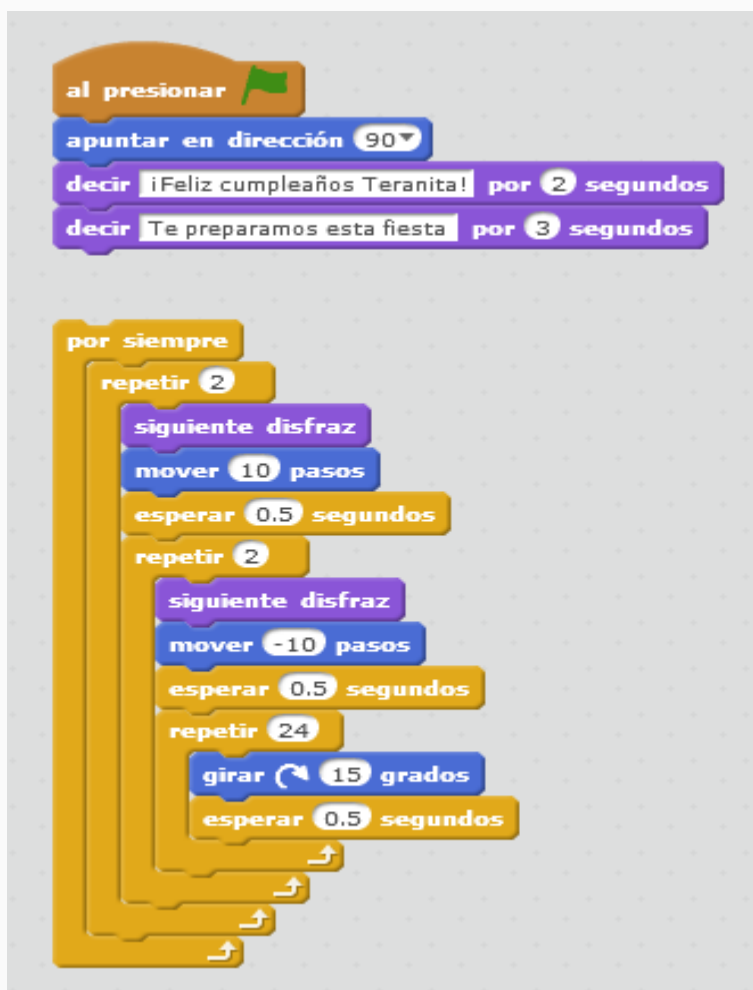 al presionar
apuntar en dirección 90
decir ¡Feliz cumpleaños Teranita! por 2 segundos
decir Te preparamos esta fiesta por 3 segundos
por siempre
repetir 2
siguiente disfraz
mover 10 pasos
esperar 0.5 segundos
repetir 2
siguiente disfraz
mover -10 pasos
esperar 0.5 segundos
repetir 24
girar 15 grados
esperar 0.5 segundos